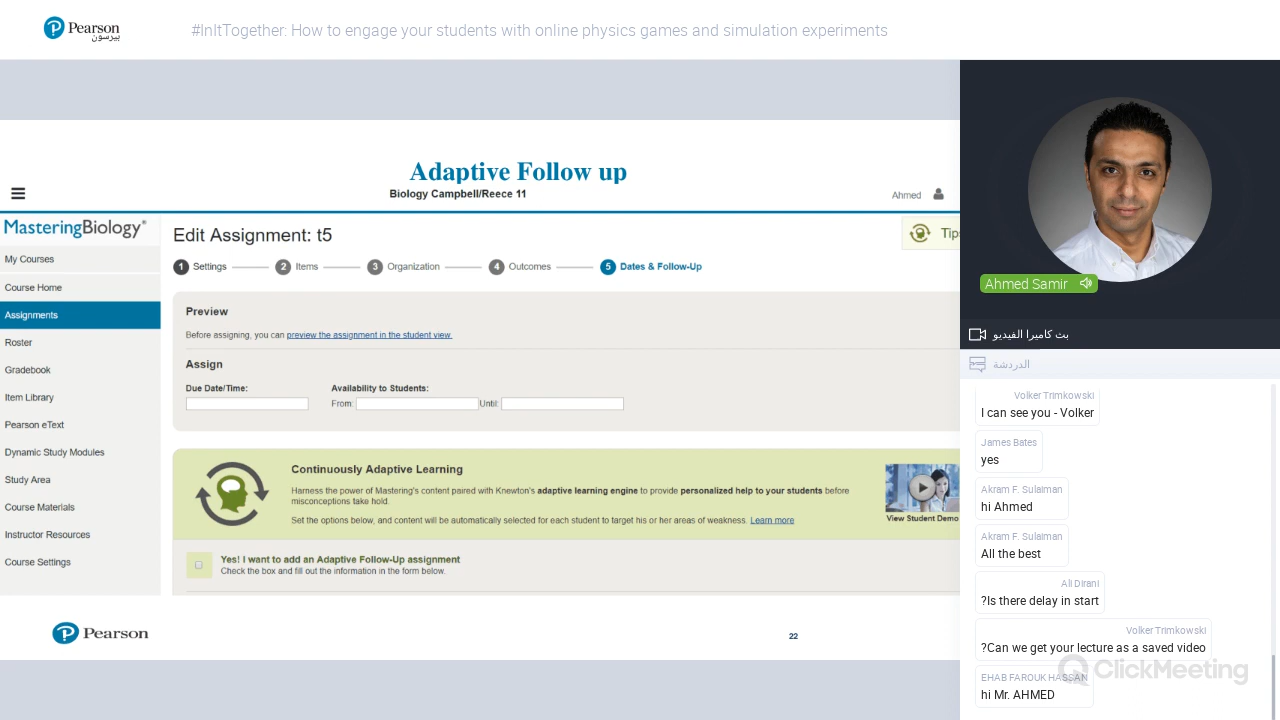 Pearson
بيرسون
#InItTogether: How to engage your students with online physics games and simulation experiments
Adaptive Follow up
Biology Campbell/Reece 11
Ahmed
MasteringBiology®
My Courses
Course Home
Assignments
Roster
Gradebook
Item Library
Pearson eText
Dynamic Study Modules
Study Area
Course Materials
Instructor Resources
Course Settings
Edit Assignment: t5
Tips
1 Settings
2 Items
3 Organization
4 Outcomes
5 Dates & Follow-Up
Preview
Before assigning, you can preview the assignment in the student view.
Assign
Due Date/Time:
Availability to Students:
From:
Until:
Continuously Adaptive Learning
Harness the power of Mastering's content paired with Knewton's adaptive learning engine to provide personalized help to your students before
misconceptions take hold.
Set the options below, and content will be automatically selected for each student to target his or her areas of weakness. Learn more
View Student Demo
Yes! I want to add an Adaptive Follow-Up assignment
Check the box and fill out the information in the form below.
Pearson
22
Ahmed Samir
بث كاميرا الفيديو
الدردشة
Volker Trimkowski
I can see you - Volker
James Bates
yes
Akram F. Sulaiman
hi Ahmed
Akram F. Sulaiman
All the best
Ali Dirani
?Is there delay in start
Volker Trimkowski
?Can we get your lecture as a saved video
EHAB FAROUK HASSAN
hi Mr. AHMED
ClickMeeting